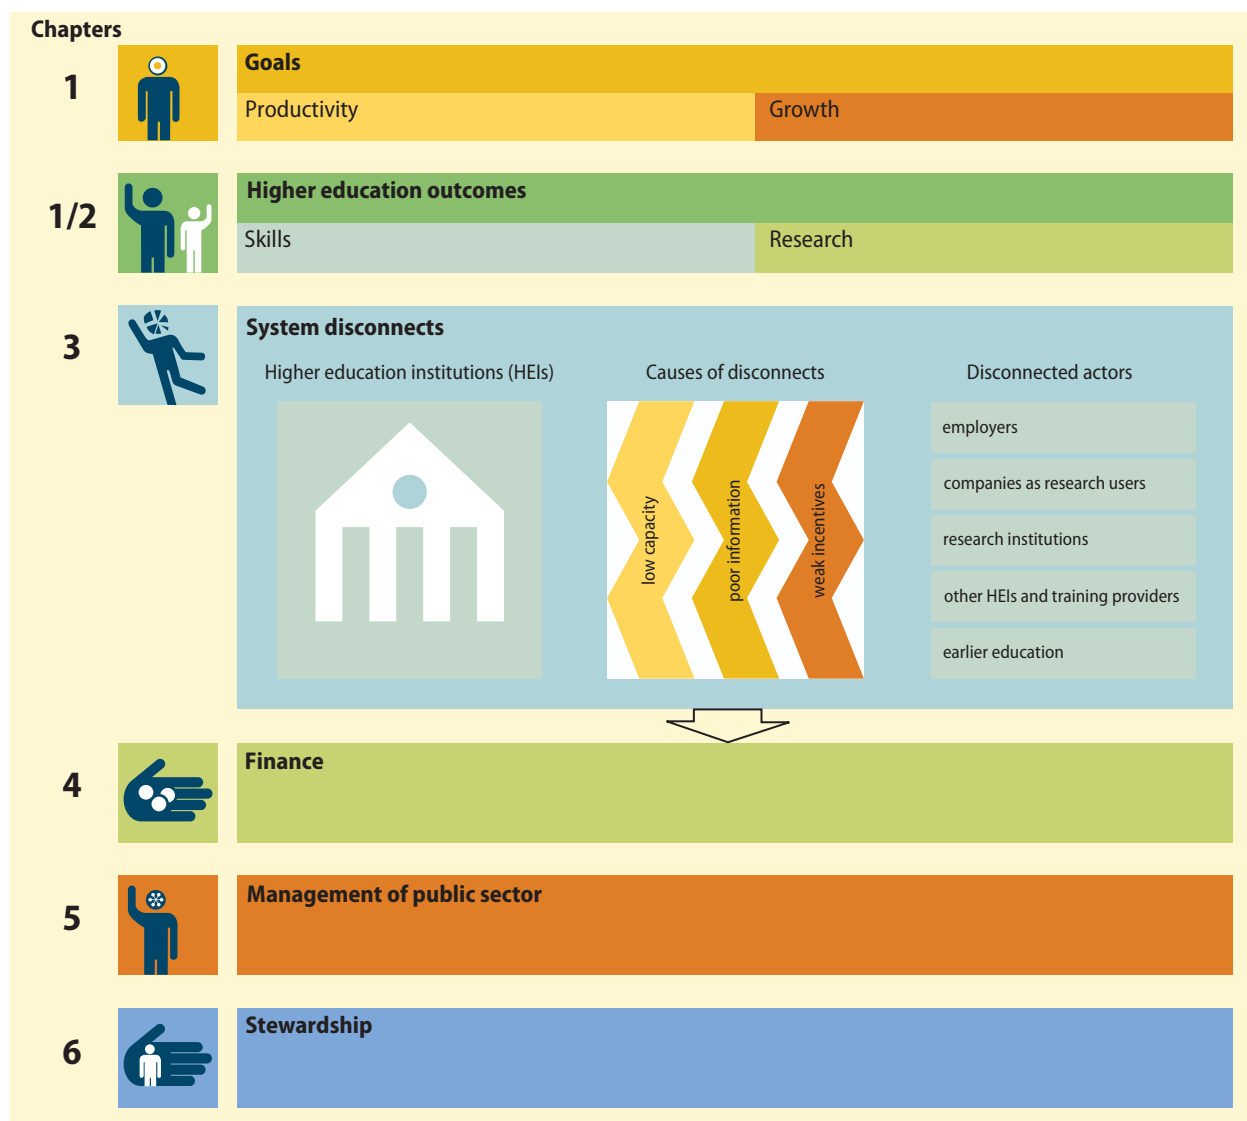 Chapters
1
Goals
Productivity
Growth
1/2
Higher education outcomes
Skills
Research
3
System disconnects
Higher education institutions (HEIs)
Causes of disconnects
Disconnected actors
low capacity
poor information
weak incentives
employers
companies as research users
research institutions
other HEIs and training providers
earlier education
4
Finance
5
Management of public sector
6
Stewardship